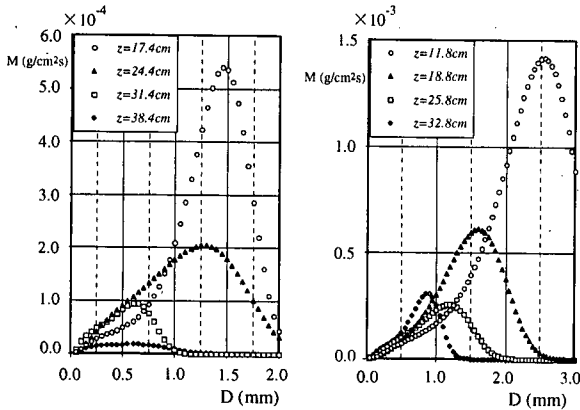 ×10⁻⁴
6.0
M (g/cm²s)
5.0
4.0
3.0
2.0
1.0
0.0
○ z=17.4cm
▲ z=24.4cm
□ z=31.4cm
◆ z=38.4cm
0.0 0.5 1.0 1.5 2.0
D (mm)
×10⁻³
1.5
M (g/cm²s)
1.0
0.5
0.0
○ z=11.8cm
▲ z=18.8cm
□ z=25.8cm
◆ z=32.8cm
0.0 1.0 2.0 3.0
D (mm)